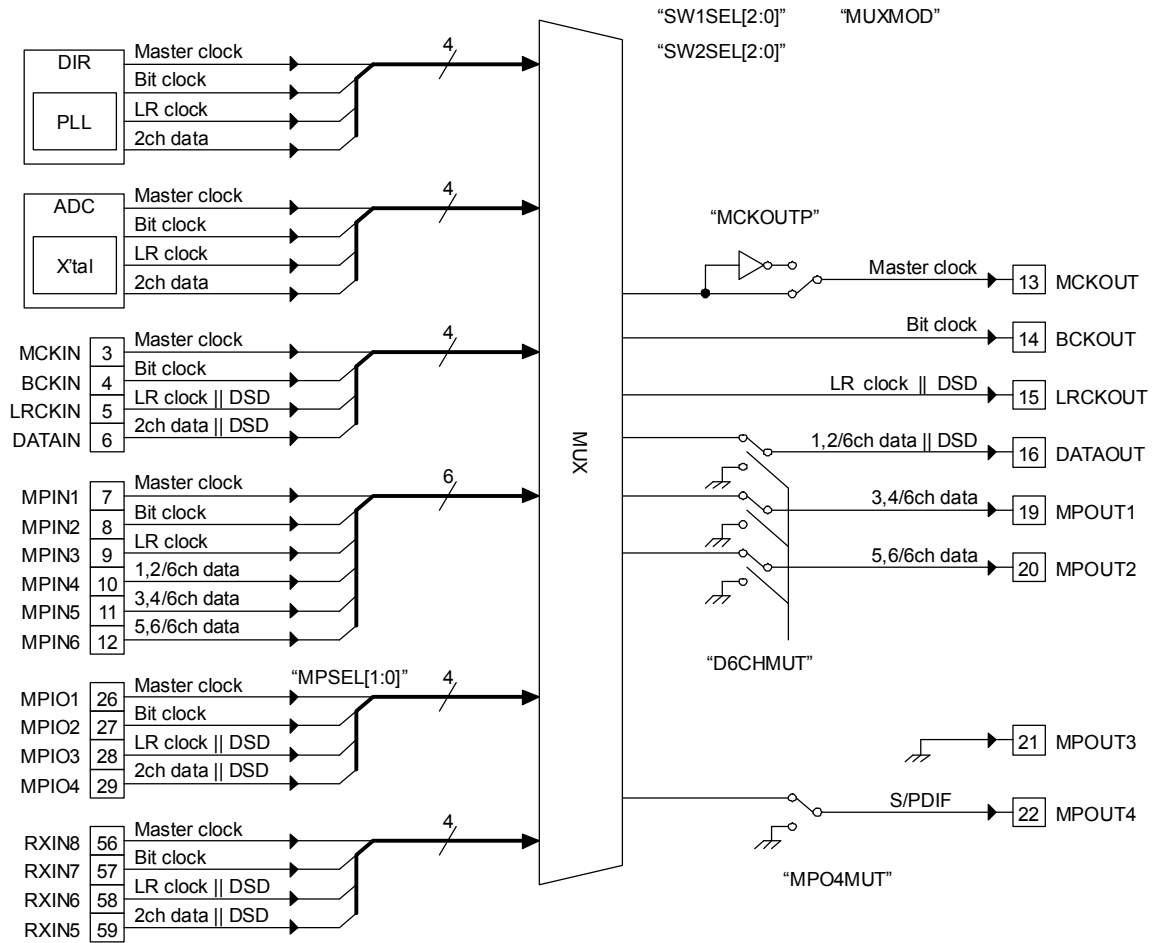 “SW1SEL[2:0]” “MUXMOD”
“SW2SEL[2:0]”
DIR
PLL
Master clock
Bit clock
LR clock
2ch data
4
ADC
X'tal
Master clock
Bit clock
LR clock
2ch data
4
MCKIN 3 Master clock
BCKIN 4 Bit clock
LRCKIN 5 LR clock || DSD
DATAIN 6 2ch data || DSD
4
MPIN1 7 Master clock
MPIN2 8 Bit clock
MPIN3 9 LR clock
MPIN4 10 1,2/6ch data
MPIN5 11 3,4/6ch data
MPIN6 12 5,6/6ch data
6
“MPSEL[1:0]”
MPIO1 26 Master clock
MPIO2 27 Bit clock
MPIO3 28 LR clock || DSD
MPIO4 29 2ch data || DSD
4
RXIN8 56 Master clock
RXIN7 57 Bit clock
RXIN6 58 LR clock || DSD
RXIN5 59 2ch data || DSD
4
MUX
“MCKOUTP”
Master clock 13 MCKOUT
Bit clock 14 BCKOUT
LR clock || DSD 15 LRCKOUT
1,2/6ch data || DSD 16 DATAOUT
3,4/6ch data 19 MPOUT1
5,6/6ch data 20 MPOUT2
“D6CHMUT”
21 MPOUT3
S/PDIF 22 MPOUT4
“MPO4MUT”